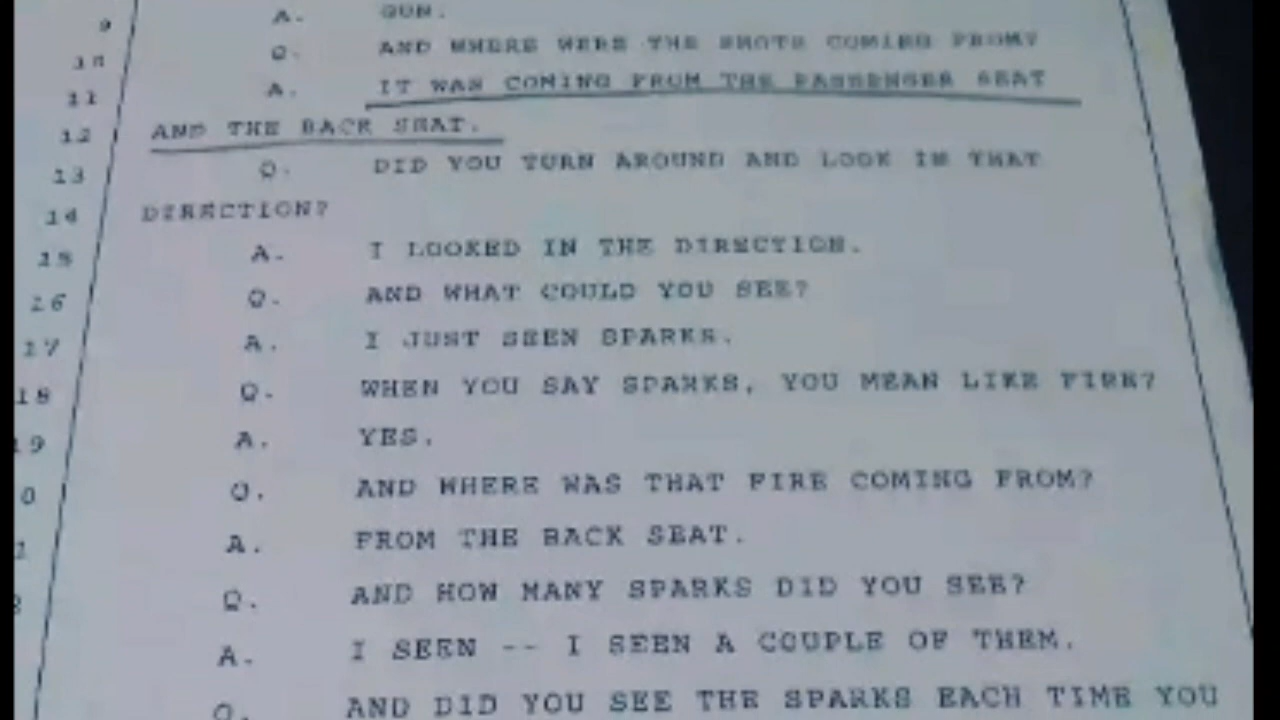 9 A. GUN.
10 Q. AND WHERE WERE THE SHOTS COMING FROM?
11 A. IT WAS COMING FROM THE PASSENGER SEAT
12 AND THE BACK SEAT.
13 Q. DID YOU TURN AROUND AND LOOK IN THAT
14 DIRECTION?
15 A. I LOOKED IN THE DIRECTION.
16 Q. AND WHAT COULD YOU SEE?
17 A. I JUST SEEN SPARKS.
18 Q. WHEN YOU SAY SPARKS, YOU MEAN LIKE FIRE?
19 A. YES.
0 Q. AND WHERE WAS THAT FIRE COMING FROM?
1 A. FROM THE BACK SEAT.
Q. AND HOW MANY SPARKS DID YOU SEE?
A. I SEEN -- I SEEN A COUPLE OF THEM.
Q. AND DID YOU SEE THE SPARKS EACH TIME YOU